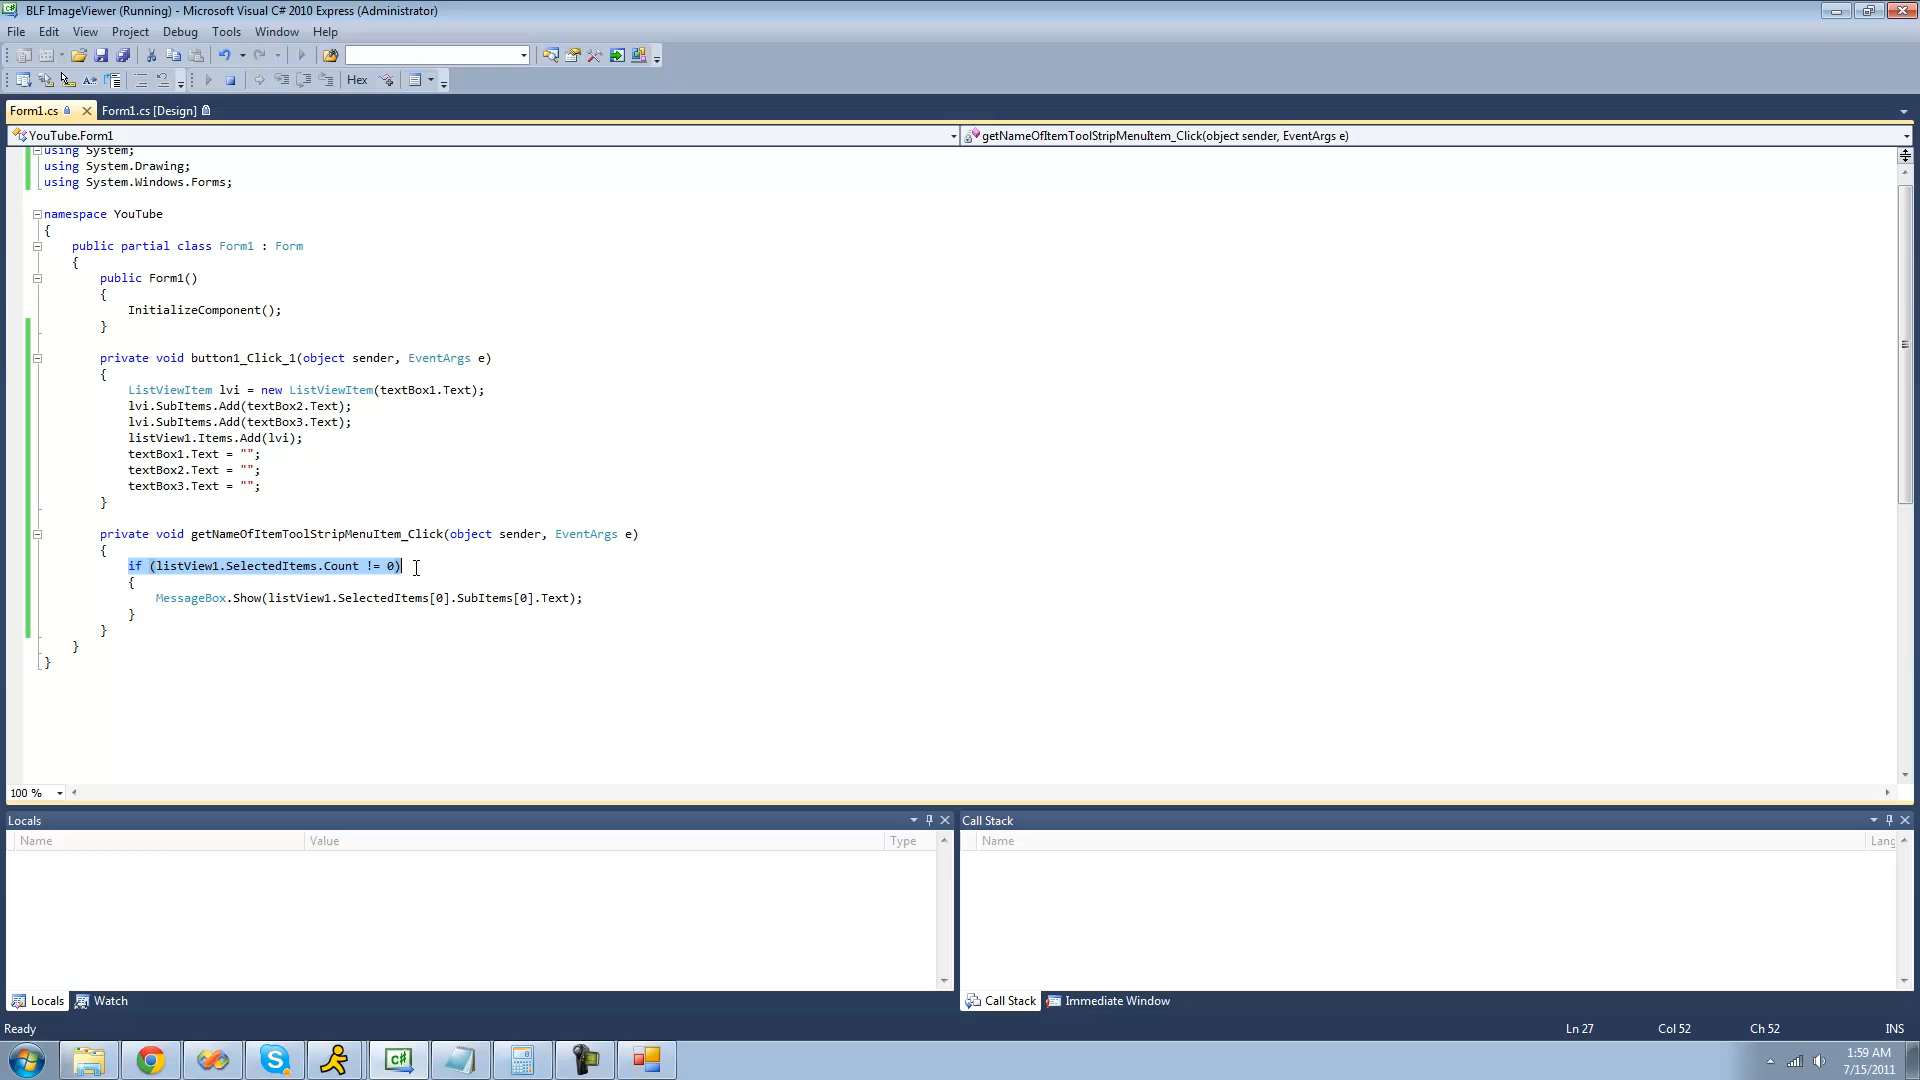 BLF ImageViewer (Running) - Microsoft Visual C# 2010 Express (Administrator)
File Edit View Project Debug Tools Window Help
Hex
Form1.cs Form1.cs [Design]
YouTube.Form1 getNameOfItemToolStripMenuItem_Click(object sender, EventArgs e)
using System;
using System.Drawing;
using System.Windows.Forms;
namespace YouTube
{
public partial class Form1 : Form
{
public Form1()
{
InitializeComponent();
}
private void button1_Click_1(object sender, EventArgs e)
{
ListViewItem lvi = new ListViewItem(textBox1.Text);
lvi.SubItems.Add(textBox2.Text);
lvi.SubItems.Add(textBox3.Text);
listView1.Items.Add(lvi);
textBox1.Text = "";
textBox2.Text = "";
textBox3.Text = "";
}
private void getNameOfItemToolStripMenuItem_Click(object sender, EventArgs e)
{
if (listView1.SelectedItems.Count != 0)
{
MessageBox.Show(listView1.SelectedItems[0].SubItems[0].Text);
}
}
}
}
100 %
Locals Call Stack
Name Value Type Name Lang
Locals Watch Call Stack Immediate Window
Ready Ln 27 Col 52 Ch 52 INS
C#
1:59 AM
7/15/2011